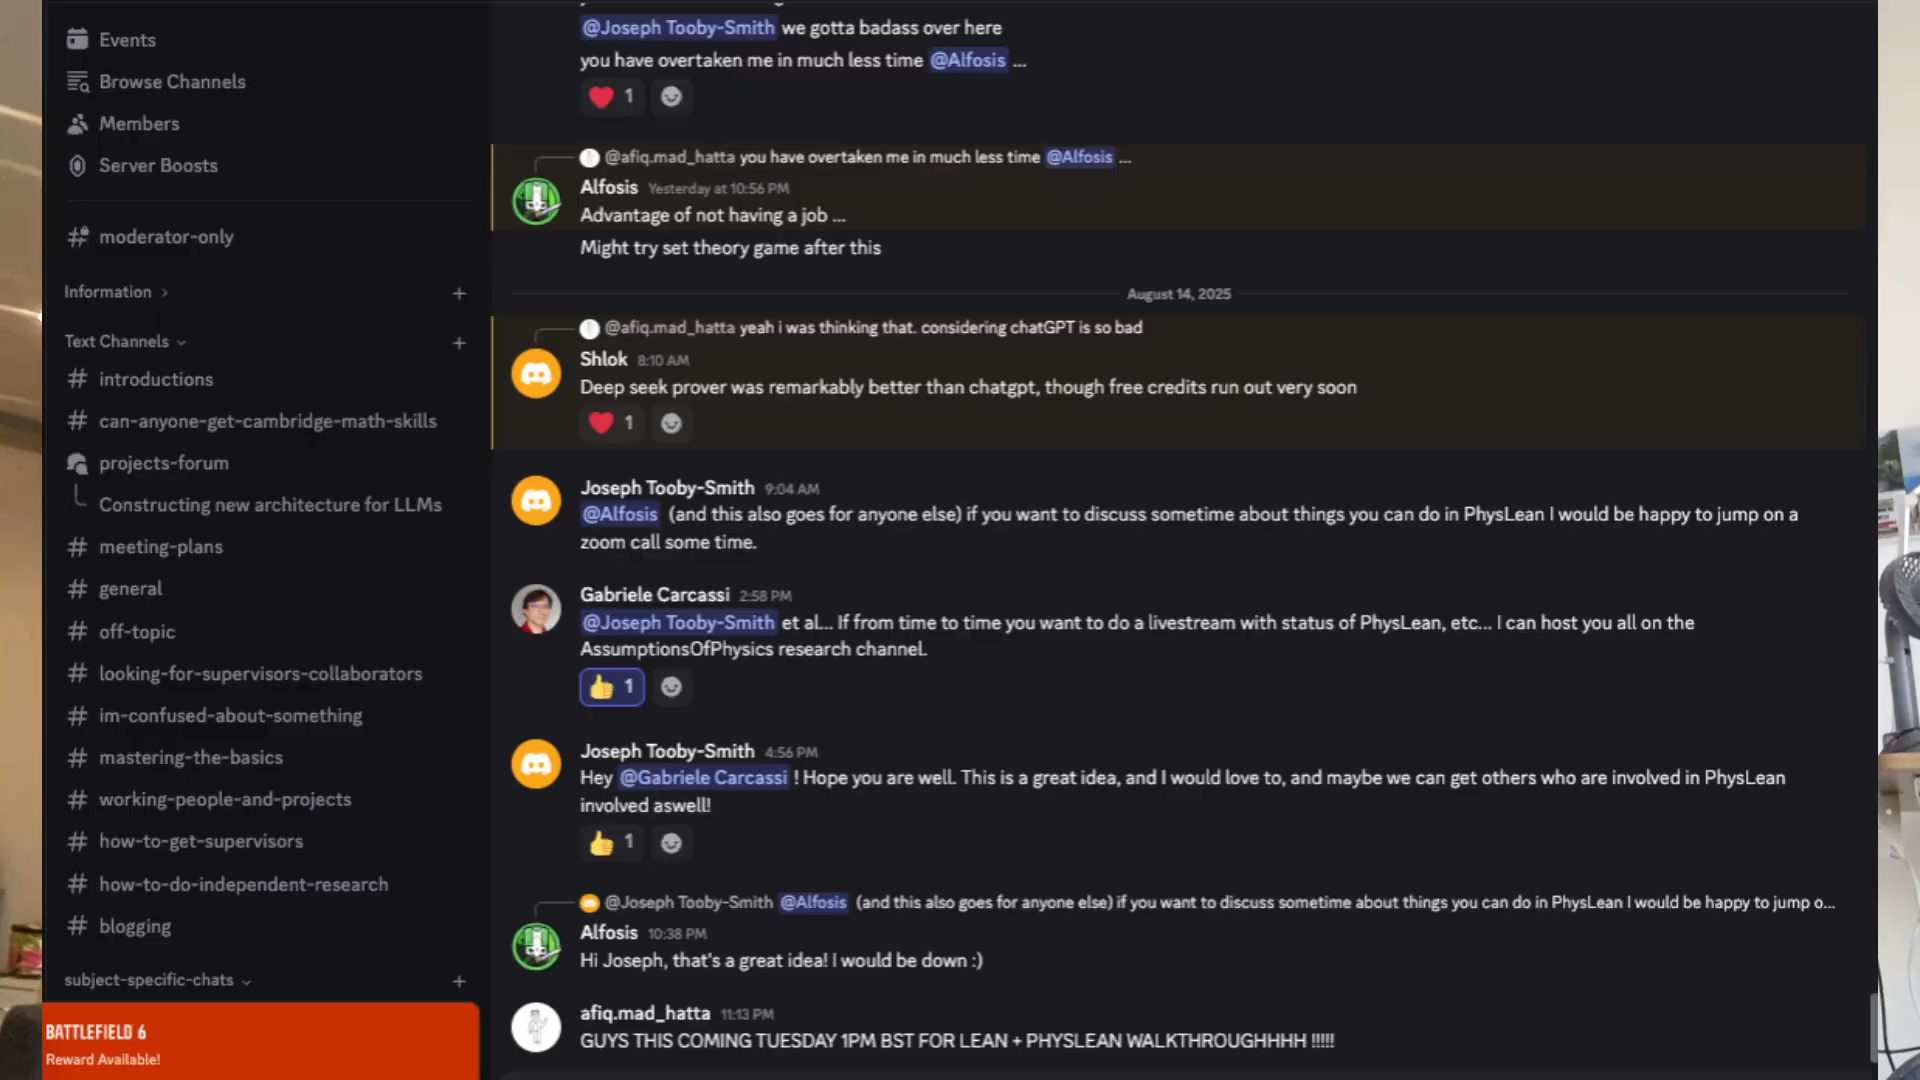 Events
Browse Channels
Members
Server Boosts
moderator-only
Information
Text Channels
introductions
can-anyone-get-cambridge-math-skills
projects-forum
Constructing new architecture for LLMs
meeting-plans
general
off-topic
looking-for-supervisors-collaborators
im-confused-about-something
mastering-the-basics
working-people-and-projects
how-to-get-supervisors
how-to-do-independent-research
blogging
subject-specific-chats
BATTLEFIELD 6
Reward Available!
@Joseph Tooby-Smith we gotta badass over here
you have overtaken me in much less time @Alfosis ...
1
@afiq.mad_hatta you have overtaken me in much less time @Alfosis ...
Alfosis Yesterday at 10:56 PM
Advantage of not having a job ...
Might try set theory game after this
August 14, 2025
@afiq.mad_hatta yeah i was thinking that. considering chatGPT is so bad
Shlok 8:10 AM
Deep seek prover was remarkably better than chatgpt, though free credits run out very soon
1
Joseph Tooby-Smith 9:04 AM
@Alfosis (and this also goes for anyone else) if you want to discuss sometime about things you can do in PhysLean I would be happy to jump on a
zoom call some time.
Gabriele Carcassi 2:58 PM
@Joseph Tooby-Smith et al... If from time to time you want to do a livestream with status of PhysLean, etc... I can host you all on the
AssumptionsOfPhysics research channel.
1
Joseph Tooby-Smith 4:56 PM
Hey @Gabriele Carcassi ! Hope you are well. This is a great idea, and I would love to, and maybe we can get others who are involved in PhysLean
involved aswell!
1
@Joseph Tooby-Smith @Alfosis (and this also goes for anyone else) if you want to discuss sometime about things you can do in PhysLean I would be happy to jump o...
Alfosis 10:38 PM
Hi Joseph, that's a great idea! I would be down :)
afiq.mad_hatta 11:13 PM
GUYS THIS COMING TUESDAY 1PM BST FOR LEAN + PHYSLEAN WALKTHROUGHHHH !!!!!